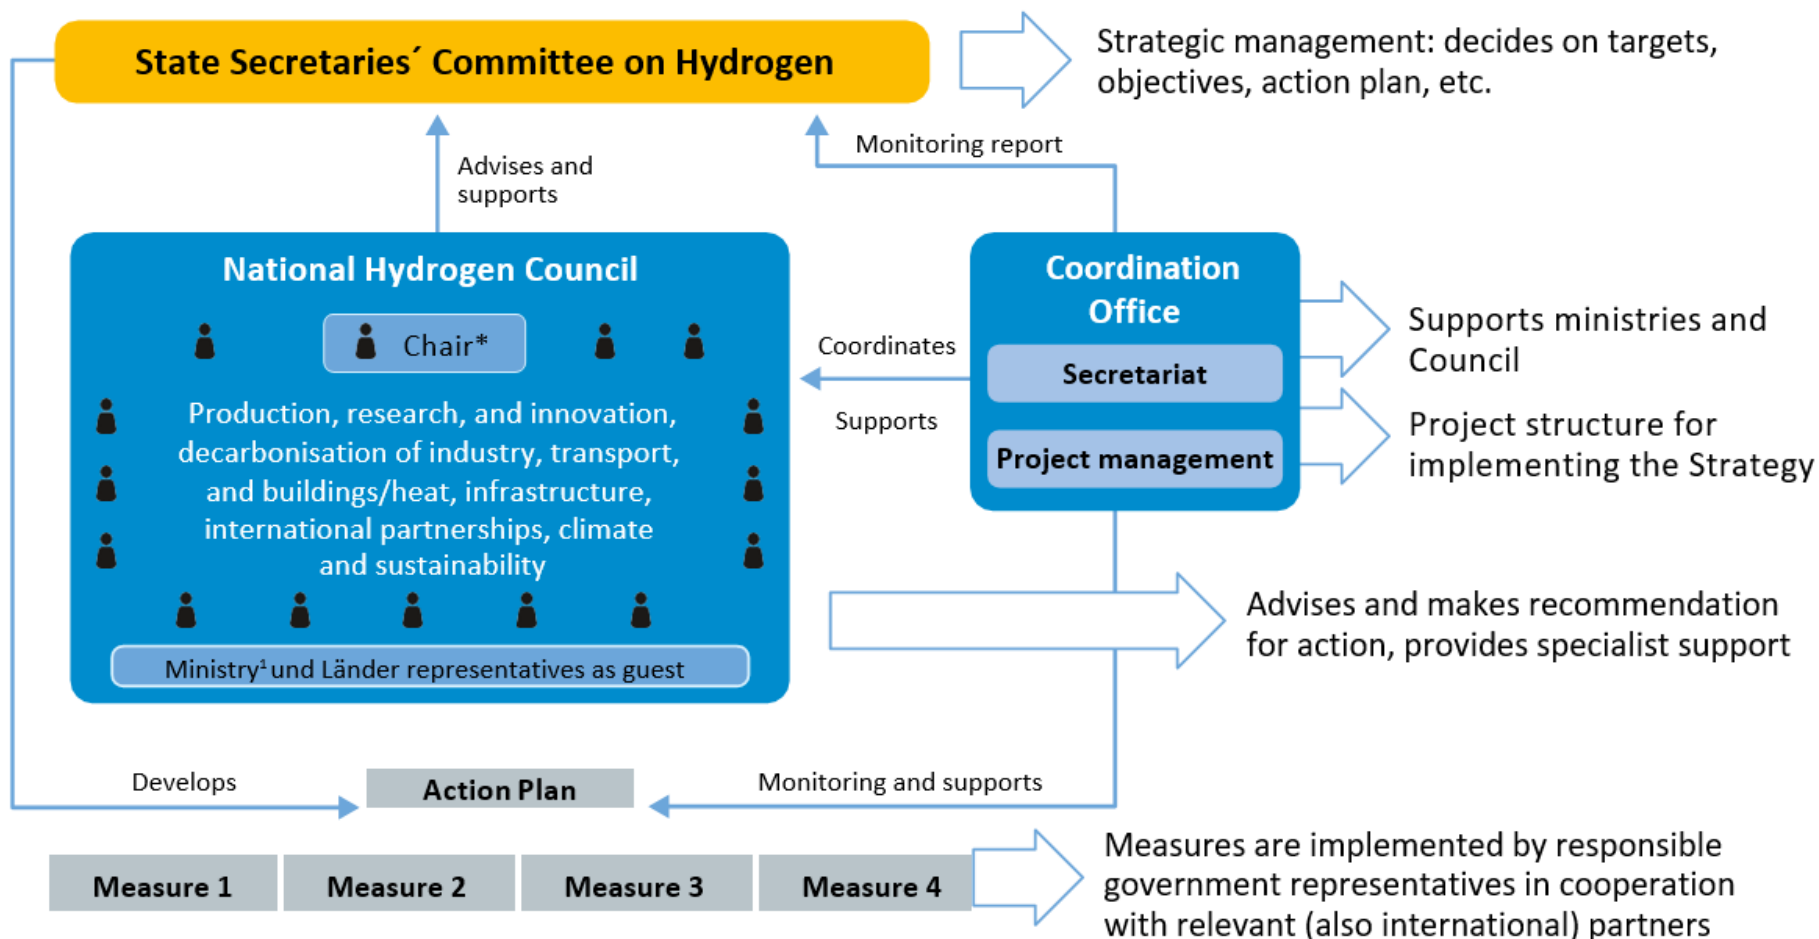 State Secretaries´ Committee on Hydrogen
Strategic management: decides on targets,
objectives, action plan, etc.
Advises and
supports
Monitoring report
National Hydrogen Council
Chair*
Production, research, and innovation,
decarbonisation of industry, transport,
and buildings/heat, infrastructure,
international partnerships, climate
and sustainability
Ministry¹ und Länder representatives as guest
Coordinates
Supports
Coordination
Office
Secretariat
Project management
Supports ministries and
Council
Project structure for
implementing the Strategy
Advises and makes recommendation
for action, provides specialist support
Develops
Action Plan
Monitoring and supports
Measure 1
Measure 2
Measure 3
Measure 4
Measures are implemented by responsible
government representatives in cooperation
with relevant (also international) partners